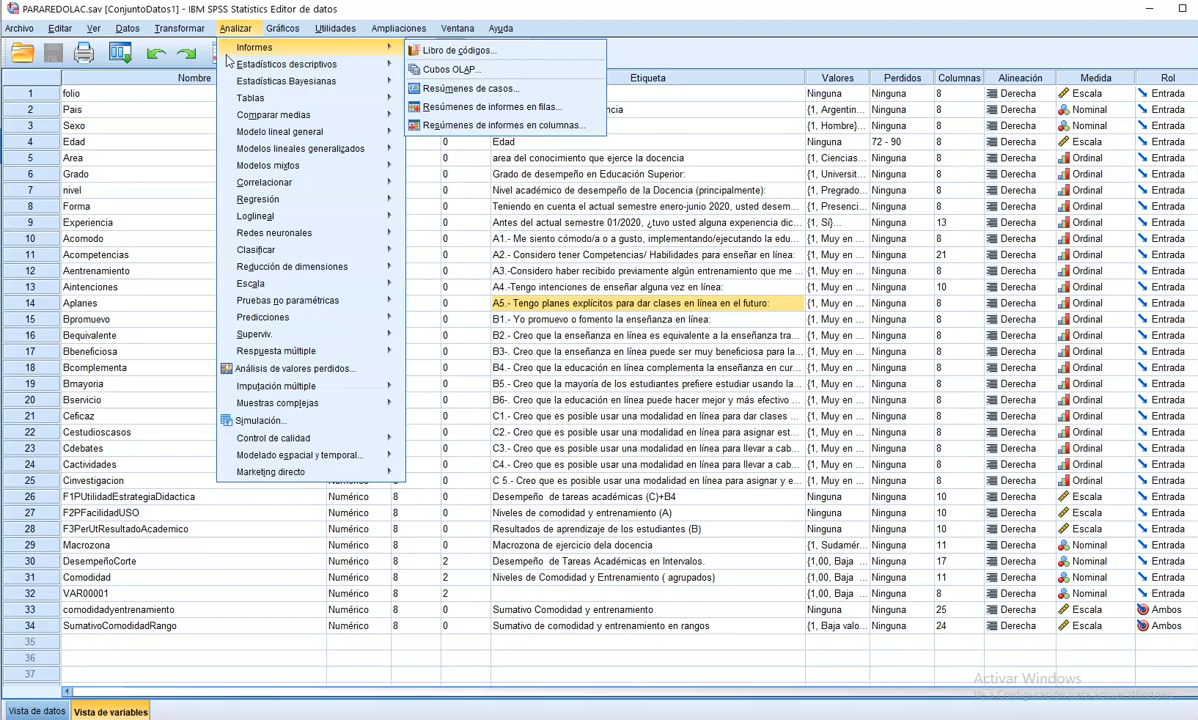 PARAREDOLAC.sav [ConjuntoDatos1] - IBM SPSS Statistics Editor de datos
Archivo Editar Ver Datos Transformar Analizar Gráficos Utilidades Ampliaciones Ventana Ayuda
Informes
Estadísticos descriptivos
Estadísticas Bayesianas
Tablas
Comparar medias
Modelo lineal general
Modelos lineales generalizados
Modelos mixtos
Correlacionar
Regresión
Loglineal
Redes neuronales
Clasificar
Reducción de dimensiones
Escala
Pruebas no paramétricas
Predicciones
Superviv.
Respuesta múltiple
Análisis de valores perdidos...
Imputación múltiple
Muestras complejas
Simulación...
Control de calidad
Modelado espacial y temporal...
Marketing directo
Libro de códigos...
Cubos OLAP...
Resúmenes de casos...
Resúmenes de informes en filas...
Resúmenes de informes en columnas...
Nombre Etiqueta Valores Perdidos Columnas Alineación Medida Rol
1 folio Ninguna Ninguna 8 Derecha Escala Entrada
2 Pais {1, Argentin... Ninguna 8 Derecha Nominal Entrada
3 Sexo {1, Hombre}... Ninguna 8 Derecha Nominal Entrada
4 Edad 0 Edad Ninguna 72 - 90 8 Derecha Escala Entrada
5 Area 0 area del conocimiento que ejerce la docencia {1, Ciencias... Ninguna 8 Derecha Ordinal Entrada
6 Grado 0 Grado de desempeño en Educación Superior: {1, Universit... Ninguna 8 Derecha Ordinal Entrada
7 nivel 0 Nivel académico de desempeño de la Docencia (principalmente): {1, Pregrado... Ninguna 8 Derecha Ordinal Entrada
8 Forma 0 Teniendo en cuenta el actual semestre enero-junio 2020, usted desem... {1, Presenci... Ninguna 8 Derecha Ordinal Entrada
9 Experiencia 0 Antes del actual semestre 01/2020, ¿tuvo usted alguna experiencia dic... {1, Sí}... Ninguna 13 Derecha Ordinal Entrada
10 Acomodo 0 A1.- Me siento cómodo/a o a gusto, implementando/ejecutando la edu... {1, Muy en ... Ninguna 8 Derecha Ordinal Entrada
11 Acompetencias 0 A2.- Considero tener Competencias/ Habilidades para enseñar en línea: {1, Muy en ... Ninguna 21 Derecha Ordinal Entrada
12 Aentrenamiento 0 A3.-Considero haber recibido previamente algún entrenamiento que me ... {1, Muy en ... Ninguna 8 Derecha Ordinal Entrada
13 Aintenciones 0 A4.-Tengo intenciones de enseñar alguna vez en línea: {1, Muy en ... Ninguna 10 Derecha Ordinal Entrada
14 Aplanes 0 A5.- Tengo planes explícitos para dar clases en línea en el futuro: {1, Muy en ... Ninguna 8 Derecha Ordinal Entrada
15 Bpromuevo 0 B1.- Yo promuevo o fomento la enseñanza en línea: {1, Muy en ... Ninguna 8 Derecha Ordinal Entrada
16 Bequivalente 0 B2.- Creo que la enseñanza en línea es equivalente a la enseñanza tra... {1, Muy en ... Ninguna 8 Derecha Ordinal Entrada
17 Bbeneficiosa 0 B3-. Creo que la enseñanza en línea puede ser muy beneficiosa para la... {1, Muy en ... Ninguna 8 Derecha Ordinal Entrada
18 Bcomplementa 0 B4.- Creo que la educación en línea complementa la enseñanza en cur... {1, Muy en ... Ninguna 8 Derecha Ordinal Entrada
19 Bmayoria 0 B5.- Creo que la mayoría de los estudiantes prefiere estudiar usando la... {1, Muy en ... Ninguna 8 Derecha Ordinal Entrada
20 Bservicio 0 B6-. Creo que la educación en línea puede hacer mejor y más efectivo ... {1, Muy en ... Ninguna 8 Derecha Ordinal Entrada
21 Ceficaz 0 C1.- Creo que es posible usar una modalidad en línea para dar clases ... {1, Muy en ... Ninguna 8 Derecha Ordinal Entrada
22 Cestudioscasos 0 C2.- Creo que es posible usar una modalidad en línea para asignar est... {1, Muy en ... Ninguna 8 Derecha Ordinal Entrada
23 Cdebates 0 C3.- Creo que es posible usar una modalidad en línea para llevar a cab... {1, Muy en ... Ninguna 8 Derecha Ordinal Entrada
24 Cactividades 0 C4.- Creo que es posible usar una modalidad en línea para llevar a cab... {1, Muy en ... Ninguna 8 Derecha Ordinal Entrada
25 Cinvestigacion 0 C 5.- Creo que es posible usar una modalidad en línea para asignar y e... {1, Muy en ... Ninguna 8 Derecha Ordinal Entrada
26 F1PUtilidadEstrategiaDidactica Numérico 8 0 Desempeño de tareas académicas (C)+B4 Ninguna Ninguna 10 Derecha Escala Entrada
27 F2PFacilidadUSO Numérico 8 0 Niveles de comodidad y entrenamiento (A) Ninguna Ninguna 10 Derecha Escala Entrada
28 F3PerUtResultadoAcademico Numérico 8 0 Resultados de aprendizaje de los estudiantes (B) Ninguna Ninguna 10 Derecha Escala Entrada
29 Macrozona Numérico 8 0 Macrozona de ejercicio dela docencia {1, Sudamér... Ninguna 11 Derecha Nominal Entrada
30 DesempeñoCorte Numérico 8 2 Desempeño de Tareas Académicas en Intervalos. {1,00, Baja ... Ninguna 17 Derecha Nominal Entrada
31 Comodidad Numérico 8 2 Niveles de Comodidad y Entrenamiento ( agrupados) {1,00, Baja ... Ninguna 11 Derecha Nominal Entrada
32 VAR00001 Numérico 8 2 {1,00, Baja ... Ninguna 8 Derecha Nominal Entrada
33 comodidadyentrenamiento Numérico 8 0 Sumativo Comodidad y entrenamiento Ninguna Ninguna 25 Derecha Escala Ambos
34 SumativoComodidadRango Numérico 8 0 Sumativo de comodidad y entrenamiento en rangos {1, Baja valo... Ninguna 24 Derecha Escala Ambos
35
36
37
Activar Windows
Vista de datos Vista de variables